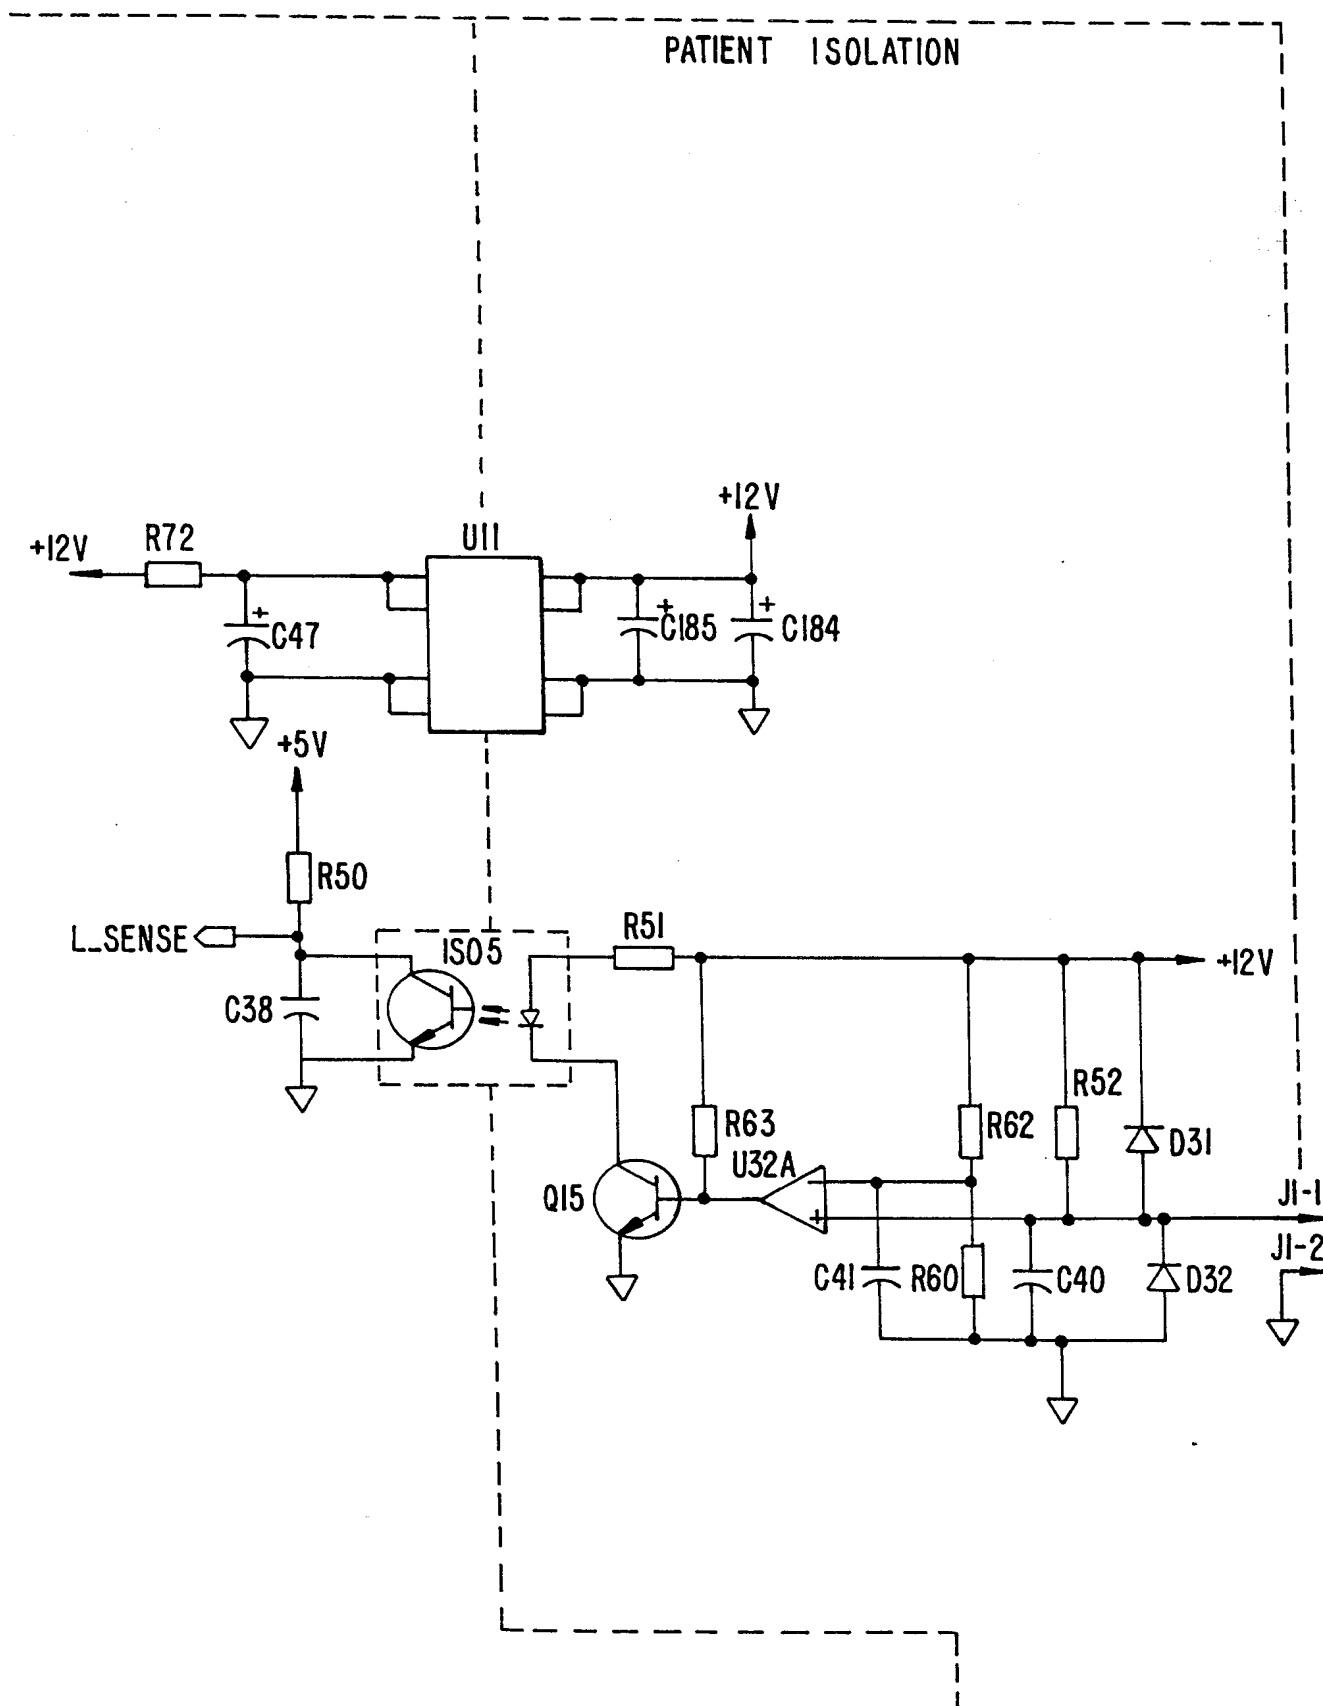 PATIENT ISOLATION
+12V
R72
U11
+12V
+
C47
+
C185
+
C184
+5V
R50
L_SENSE
ISO5
R51
+12V
C38
R63
R62
R52
D31
U32A
Q15
−
+
J1-1
J1-2
C41
R60
C40
D32